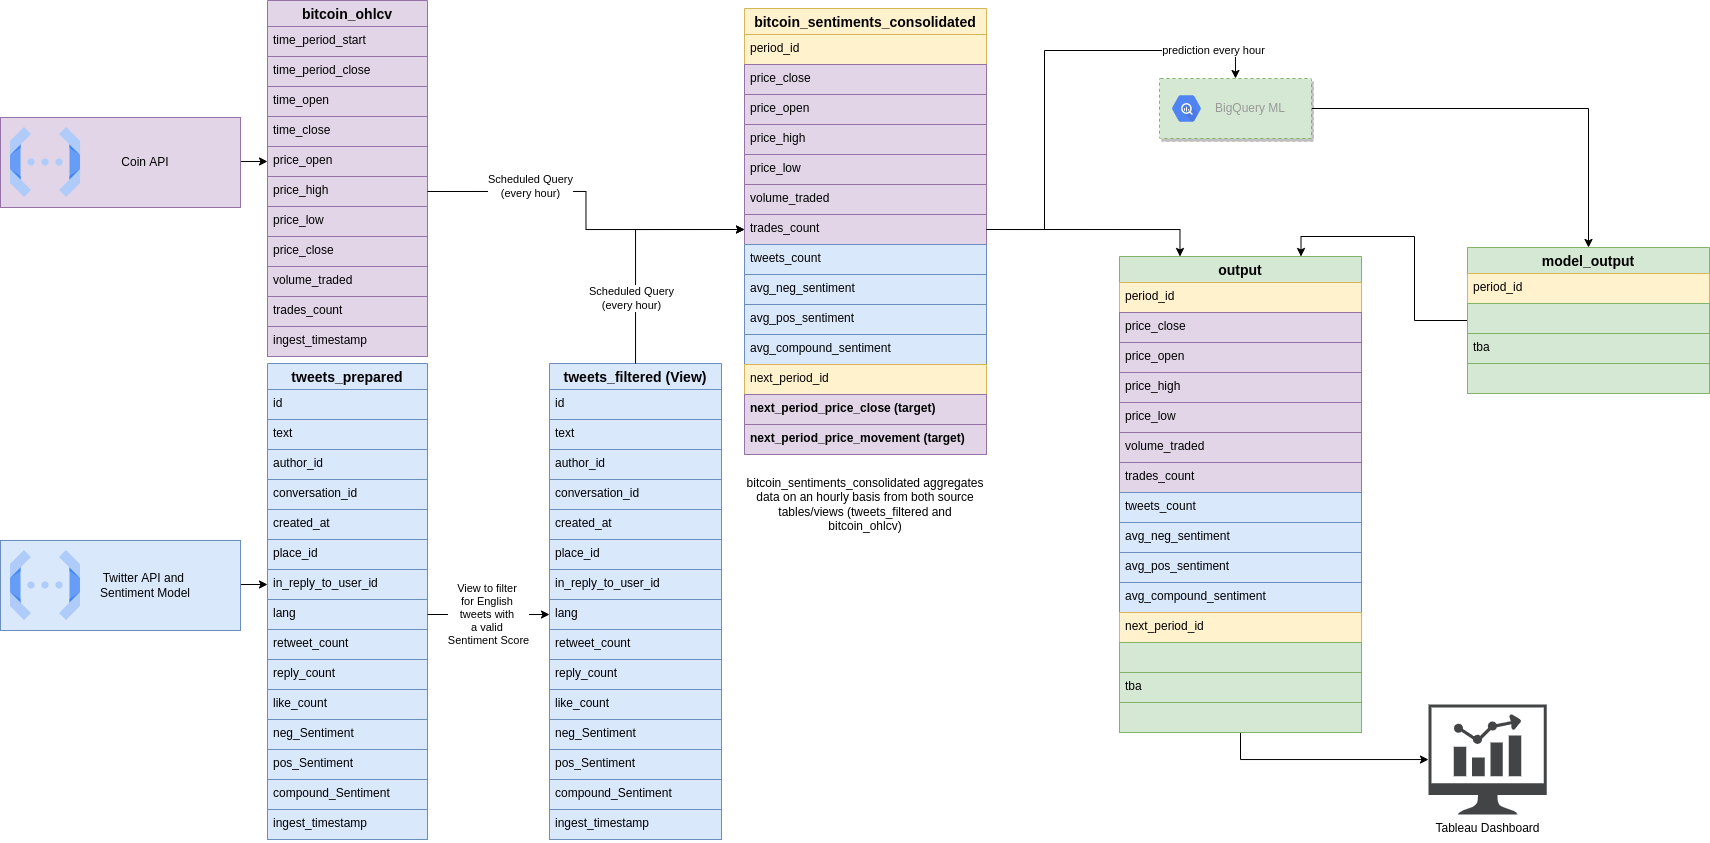 Coin API
bitcoin_ohlcv
time_period_start
time_period_close
time_open
time_close
price_open
price_high
price_low
price_close
volume_traded
trades_count
ingest_timestamp
Scheduled Query
(every hour)
Twitter API and
Sentiment Model
tweets_prepared
id
text
author_id
conversation_id
created_at
place_id
in_reply_to_user_id
lang
retweet_count
reply_count
like_count
neg_Sentiment
pos_Sentiment
compound_Sentiment
ingest_timestamp
View to filter
for English
tweets with
a valid
Sentiment Score
tweets_filtered (View)
id
text
author_id
conversation_id
created_at
place_id
in_reply_to_user_id
lang
retweet_count
reply_count
like_count
neg_Sentiment
pos_Sentiment
compound_Sentiment
ingest_timestamp
Scheduled Query
(every hour)
bitcoin_sentiments_consolidated
period_id
price_close
price_open
price_high
price_low
volume_traded
trades_count
tweets_count
avg_neg_sentiment
avg_pos_sentiment
avg_compound_sentiment
next_period_id
next_period_price_close (target)
next_period_price_movement (target)
bitcoin_sentiments_consolidated aggregates
data on an hourly basis from both source
tables/views (tweets_filtered and
bitcoin_ohlcv)
prediction every hour
BigQuery ML
output
period_id
price_close
price_open
price_high
price_low
volume_traded
trades_count
tweets_count
avg_neg_sentiment
avg_pos_sentiment
avg_compound_sentiment
next_period_id
tba
model_output
period_id
tba
Tableau Dashboard